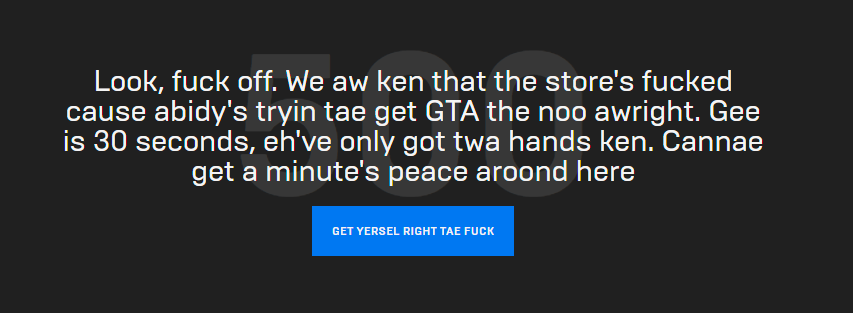 500
Look, fuck off. We aw ken that the store's fucked
cause abidy's tryin tae get GTA the noo awright. Gee
is 30 seconds, eh've only got twa hands ken. Cannae
get a minute's peace aroond here
GET YERSEL RIGHT TAE FUCK